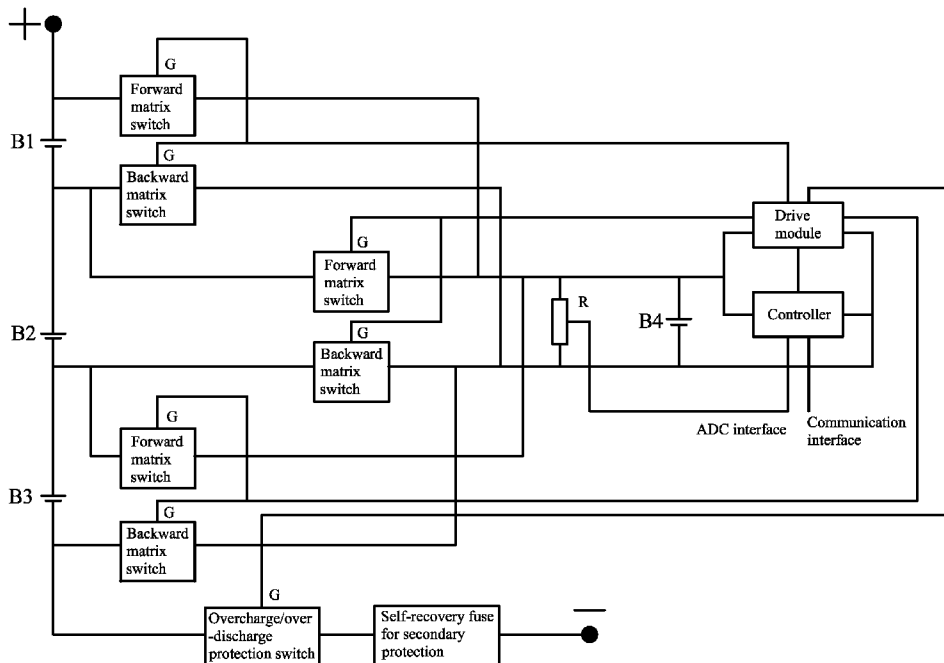 +
G
Forward
matrix
switch
B1
G
Backward
matrix
switch
Drive
module
G
Forward
matrix
switch
R
B4
Controller
B2
G
Backward
matrix
switch
ADC interface
Communication
interface
G
Forward
matrix
switch
B3
G
Backward
matrix
switch
G
Overcharge/over
-discharge
protection switch
Self-recovery fuse
for secondary
protection
—